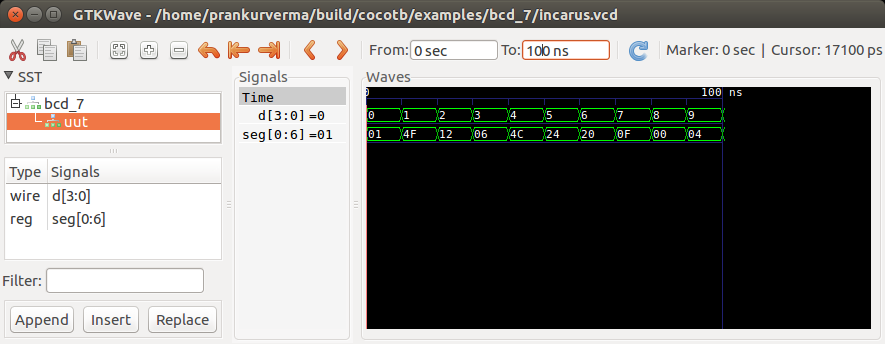 GTKWave - /home/prankurverma/build/cocotb/examples/bcd_7/incarus.vcd
From: 0 sec To: 100 ns Marker: 0 sec | Cursor: 17100 ps
SST
bcd_7
uut
Type Signals
wire d[3:0]
reg seg[0:6]
Filter:
Append Insert Replace
Signals
Time
d[3:0] =0
seg[0:6] =01
Waves
0 100 ns
0 1 2 3 4 5 6 7 8 9
01 4F 12 06 4C 24 20 0F 00 04